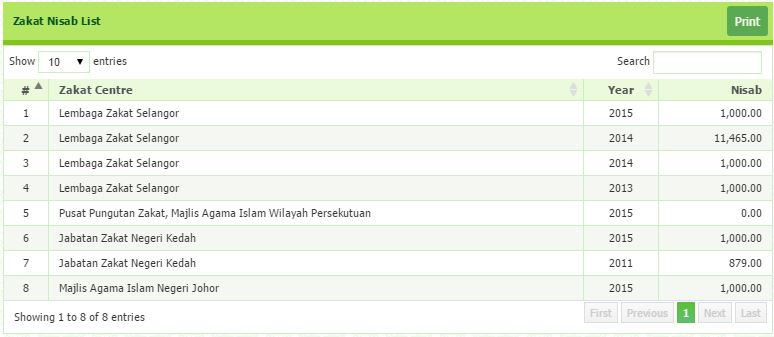 Zakat Nisab List Print
Show 10 entries Search
# Zakat Centre Year Nisab
1 Lembaga Zakat Selangor 2015 1,000.00
2 Lembaga Zakat Selangor 2014 11,465.00
3 Lembaga Zakat Selangor 2014 1,000.00
4 Lembaga Zakat Selangor 2013 1,000.00
5 Pusat Pungutan Zakat, Majlis Agama Islam Wilayah Persekutuan 2015 0.00
6 Jabatan Zakat Negeri Kedah 2015 1,000.00
7 Jabatan Zakat Negeri Kedah 2011 879.00
8 Majlis Agama Islam Negeri Johor 2015 1,000.00
Showing 1 to 8 of 8 entries First Previous 1 Next Last